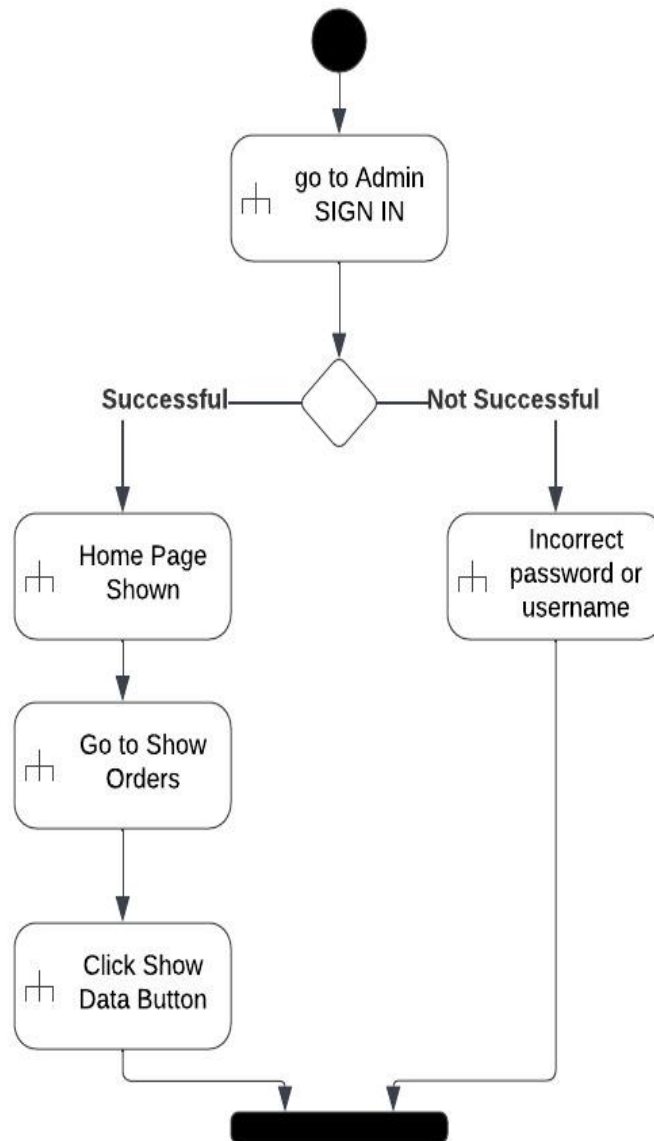 go to Admin
SIGN IN
Successful
Not Successful
Home Page
Shown
Incorrect
password or
username
Go to Show
Orders
Click Show
Data Button